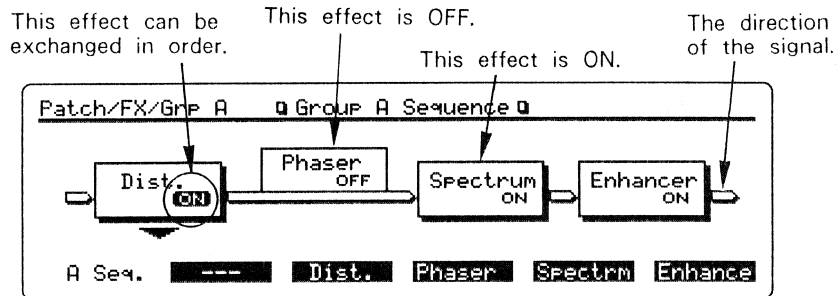 This effect can be
exchanged in order.
This effect is OFF.
This effect is ON.
The direction
of the signal.
Patch/FX/Grp A
Group A Sequence
Dist.
ON
Phaser
OFF
Spectrum
ON
Enhancer
ON
A Seq.
---
Dist.
Phaser
Spectrm
Enhance